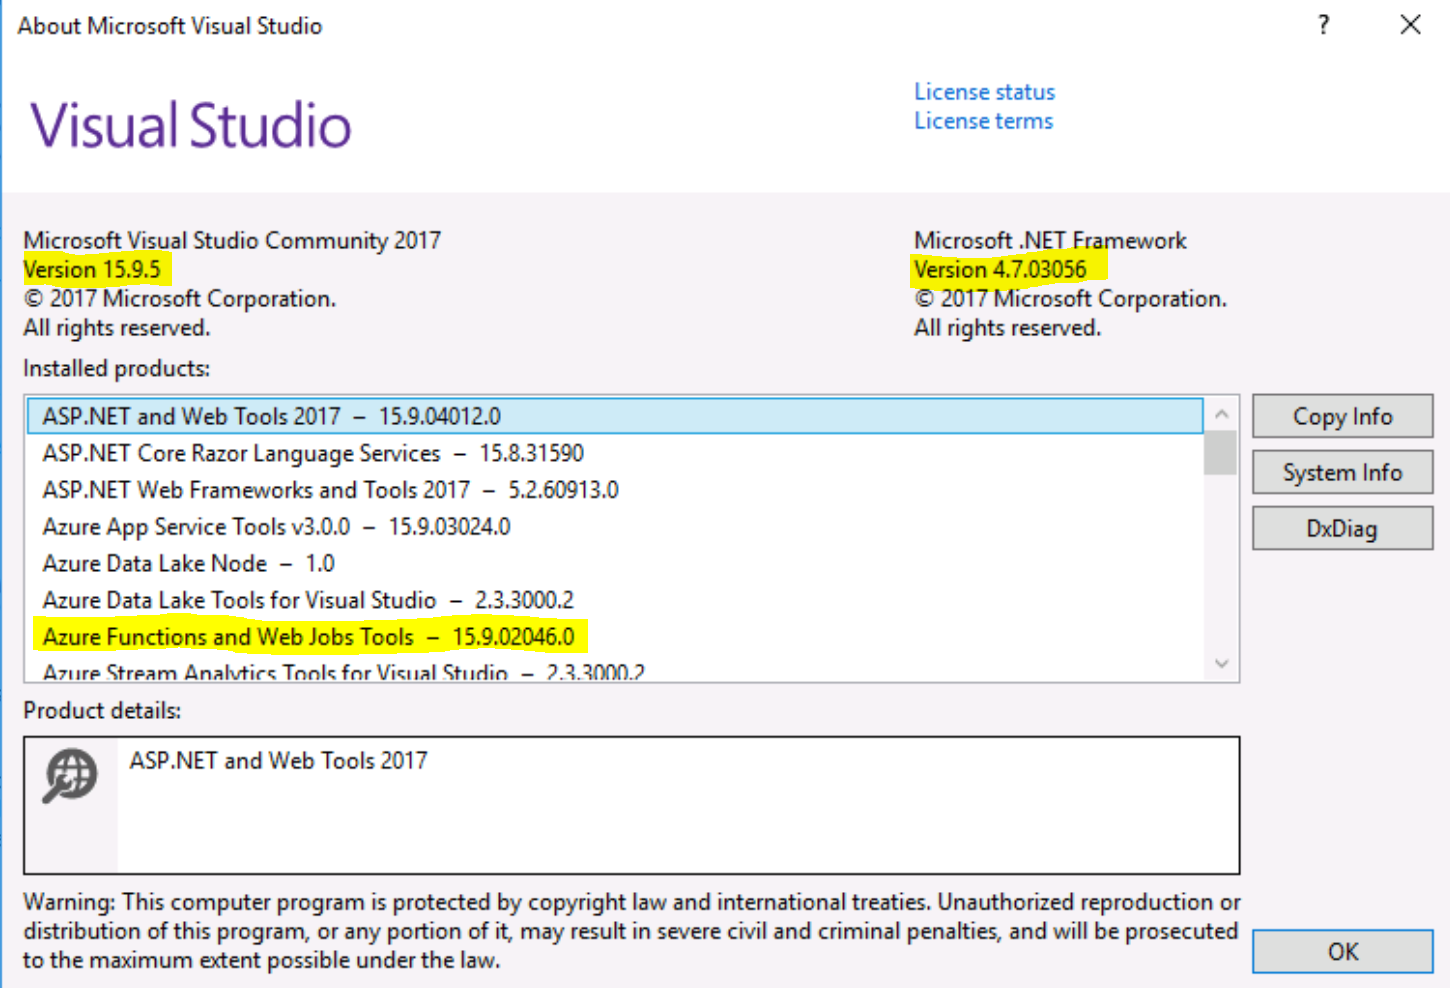 About Microsoft Visual Studio
?
Visual Studio
License status
License terms
Microsoft Visual Studio Community 2017
Version 15.9.5
© 2017 Microsoft Corporation.
All rights reserved.
Microsoft .NET Framework
Version 4.7.03056
© 2017 Microsoft Corporation.
All rights reserved.
Installed products:
ASP.NET and Web Tools 2017 – 15.9.04012.0
ASP.NET Core Razor Language Services – 15.8.31590
ASP.NET Web Frameworks and Tools 2017 – 5.2.60913.0
Azure App Service Tools v3.0.0 – 15.9.03024.0
Azure Data Lake Node – 1.0
Azure Data Lake Tools for Visual Studio – 2.3.3000.2
Azure Functions and Web Jobs Tools – 15.9.02046.0
Azure Stream Analytics Tools for Visual Studio – 2.3.3000.2
Copy Info
System Info
DxDiag
Product details:
ASP.NET and Web Tools 2017
Warning: This computer program is protected by copyright law and international treaties. Unauthorized reproduction or
distribution of this program, or any portion of it, may result in severe civil and criminal penalties, and will be prosecuted
to the maximum extent possible under the law.
OK